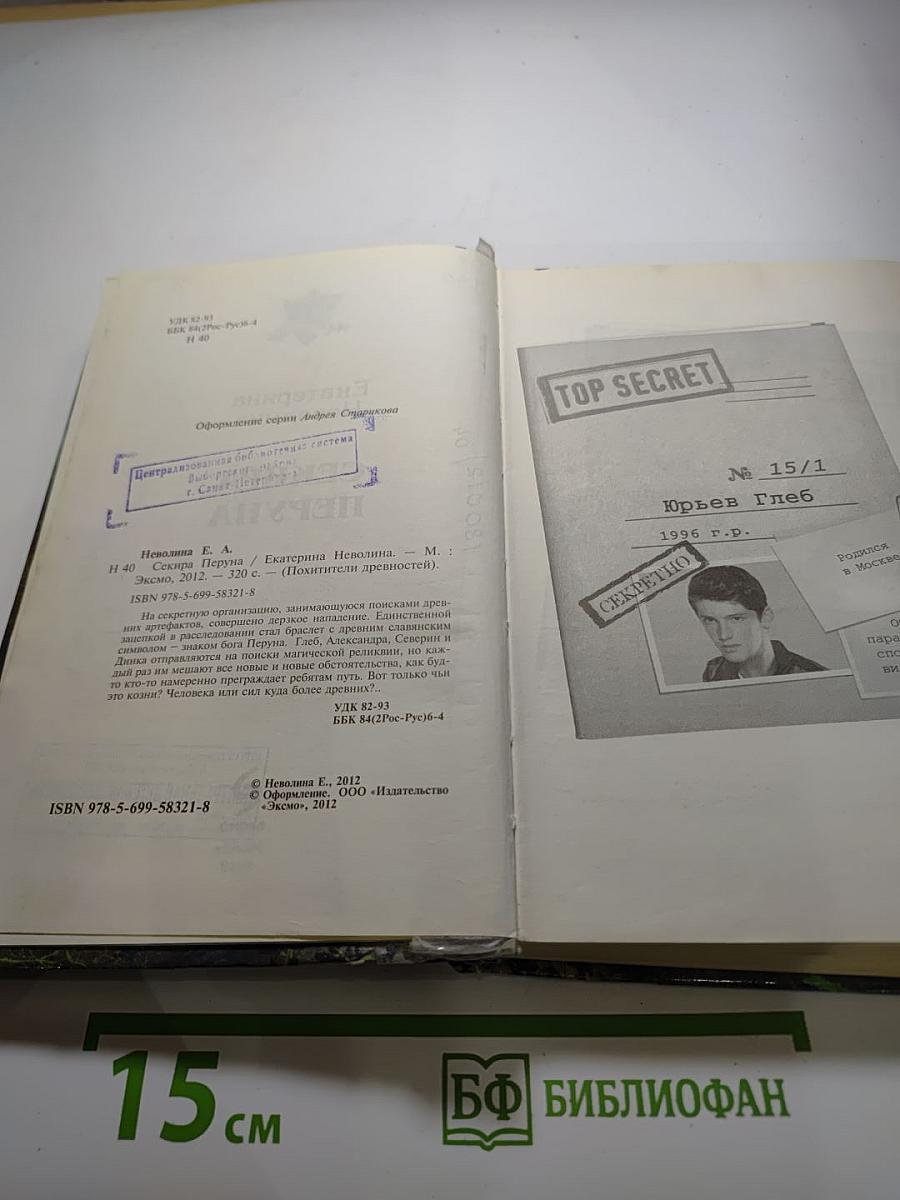 УДК 82-93
ББК 84(2Рос-Рус)6-4
Н 40
Оформление серии Андрея Старикова
Централизованная библиотечная система
Выборгского
г. Санкт-Петербург
Неволина Е. А.
Н 40 Секира Перуна / Екатерина Неволина. — М. :
Эксмо, 2012. — 320 с. — (Похитители древностей).
ISBN 978-5-699-58321-8
На секретную организацию, занимающуюся поисками древ-
них артефактов, совершено дерзкое нападение. Единственной
зацепкой в расследовании стал браслет с древним славянским
символом — знаком бога Перуна. Глеб, Александра, Северин и
Динка отправляются на поиски магической реликвии, но каж-
дый раз им мешают все новые и новые обстоятельства, как буд-
то кто-то намеренно преграждает ребятам путь. Вот только чьи
это козни? Человека или сил куда более древних?..
УДК 82-93
ББК 84(2Рос-Рус)6-4
© Неволина Е., 2012
© Оформление. ООО «Издательство
«Эксмо», 2012
ISBN 978-5-699-58321-8
TOP SECRET
№ 15/1
Юрьев Глеб
1996 г.р.
СЕКРЕТНО
Родился
в Москве
пара
спо
ви
15 см
БФ БИБЛИОФАН